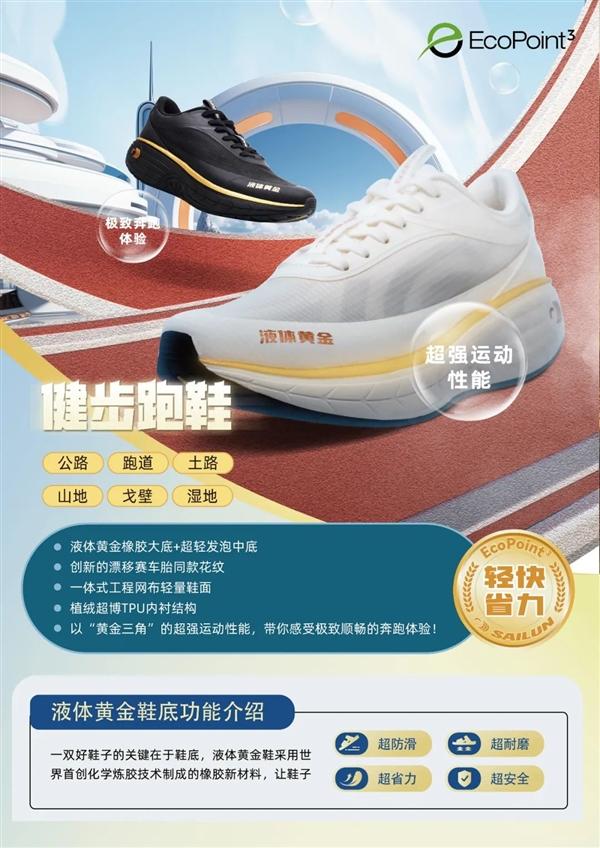 EcoPoint³
液体黄金
极致奔跑
体验
液体黄金
超强运动
性能
健步跑鞋
公路 跑道 土路
山地 戈壁 湿地
液体黄金橡胶大底+超轻发泡中底
创新的漂移赛车胎同款花纹
一体式工程网布轻量鞋面
植绒超博TPU内衬结构
以“黄金三角”的超强运动性能，带你感受极致顺畅的奔跑体验！
EcoPoint³
轻快
省力
SAILUN
液体黄金鞋底功能介绍
一双好鞋子的关键在于鞋底，液体黄金鞋采用世
界首创化学炼胶技术制成的橡胶新材料，让鞋子
超防滑 超耐磨
超省力 超安全